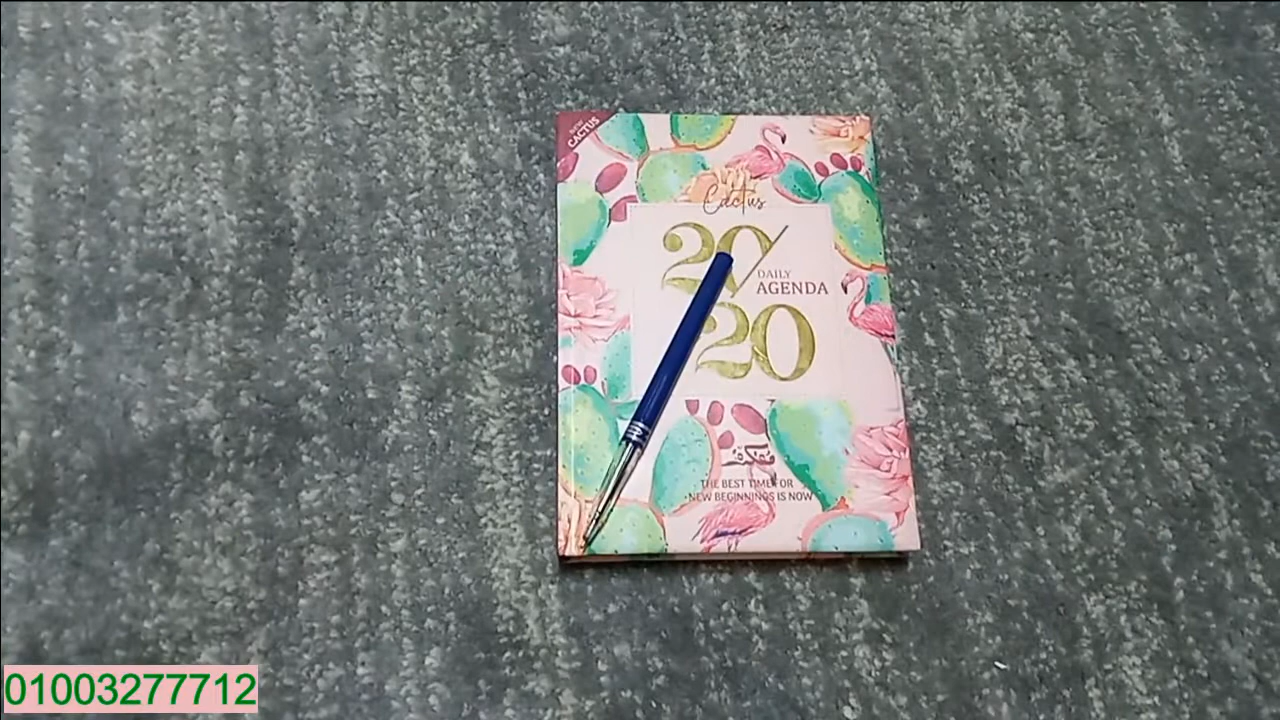 CACTUS
Cactus
20/
DAILY
AGENDA
20
THE BEST TIME FOR
NEW BEGINNINGS IS NOW
01003277712